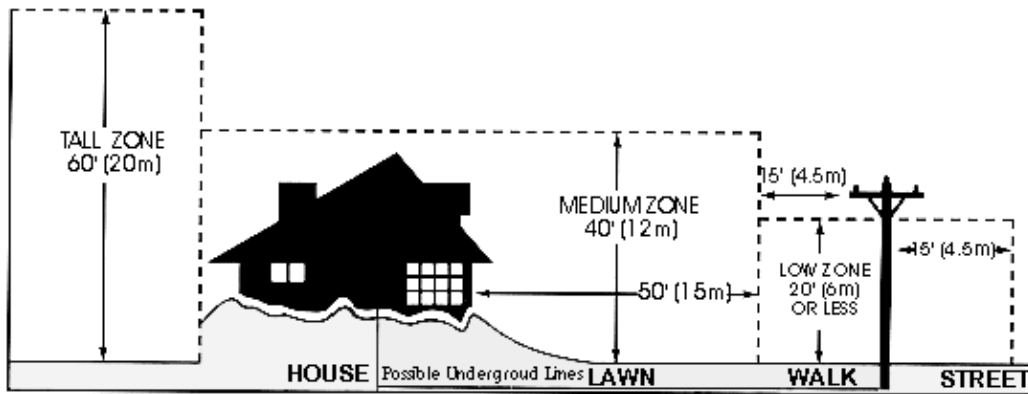 TALL ZONE
60' (20m)
MEDIUM ZONE
40' (12m)
15' (4.5m)
15' (4.5m)
50' (15m)
LOW ZONE
20' (6m)
OR LESS
HOUSE
Possible Undergroud Lines
LAWN
WALK
STREET